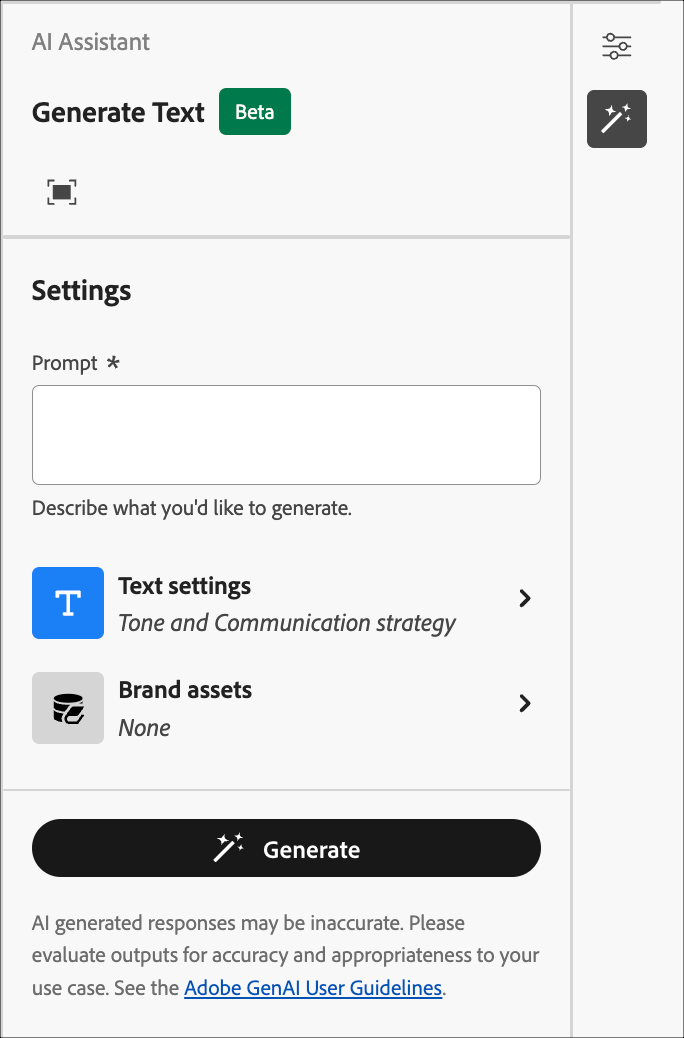 AI Assistant
Generate Text Beta
Settings
Prompt *
Describe what you'd like to generate.
T
Text settings
Tone and Communication strategy
Brand assets
None
Generate
AI generated responses may be inaccurate. Please
evaluate outputs for accuracy and appropriateness to your
use case. See the Adobe GenAI User Guidelines.